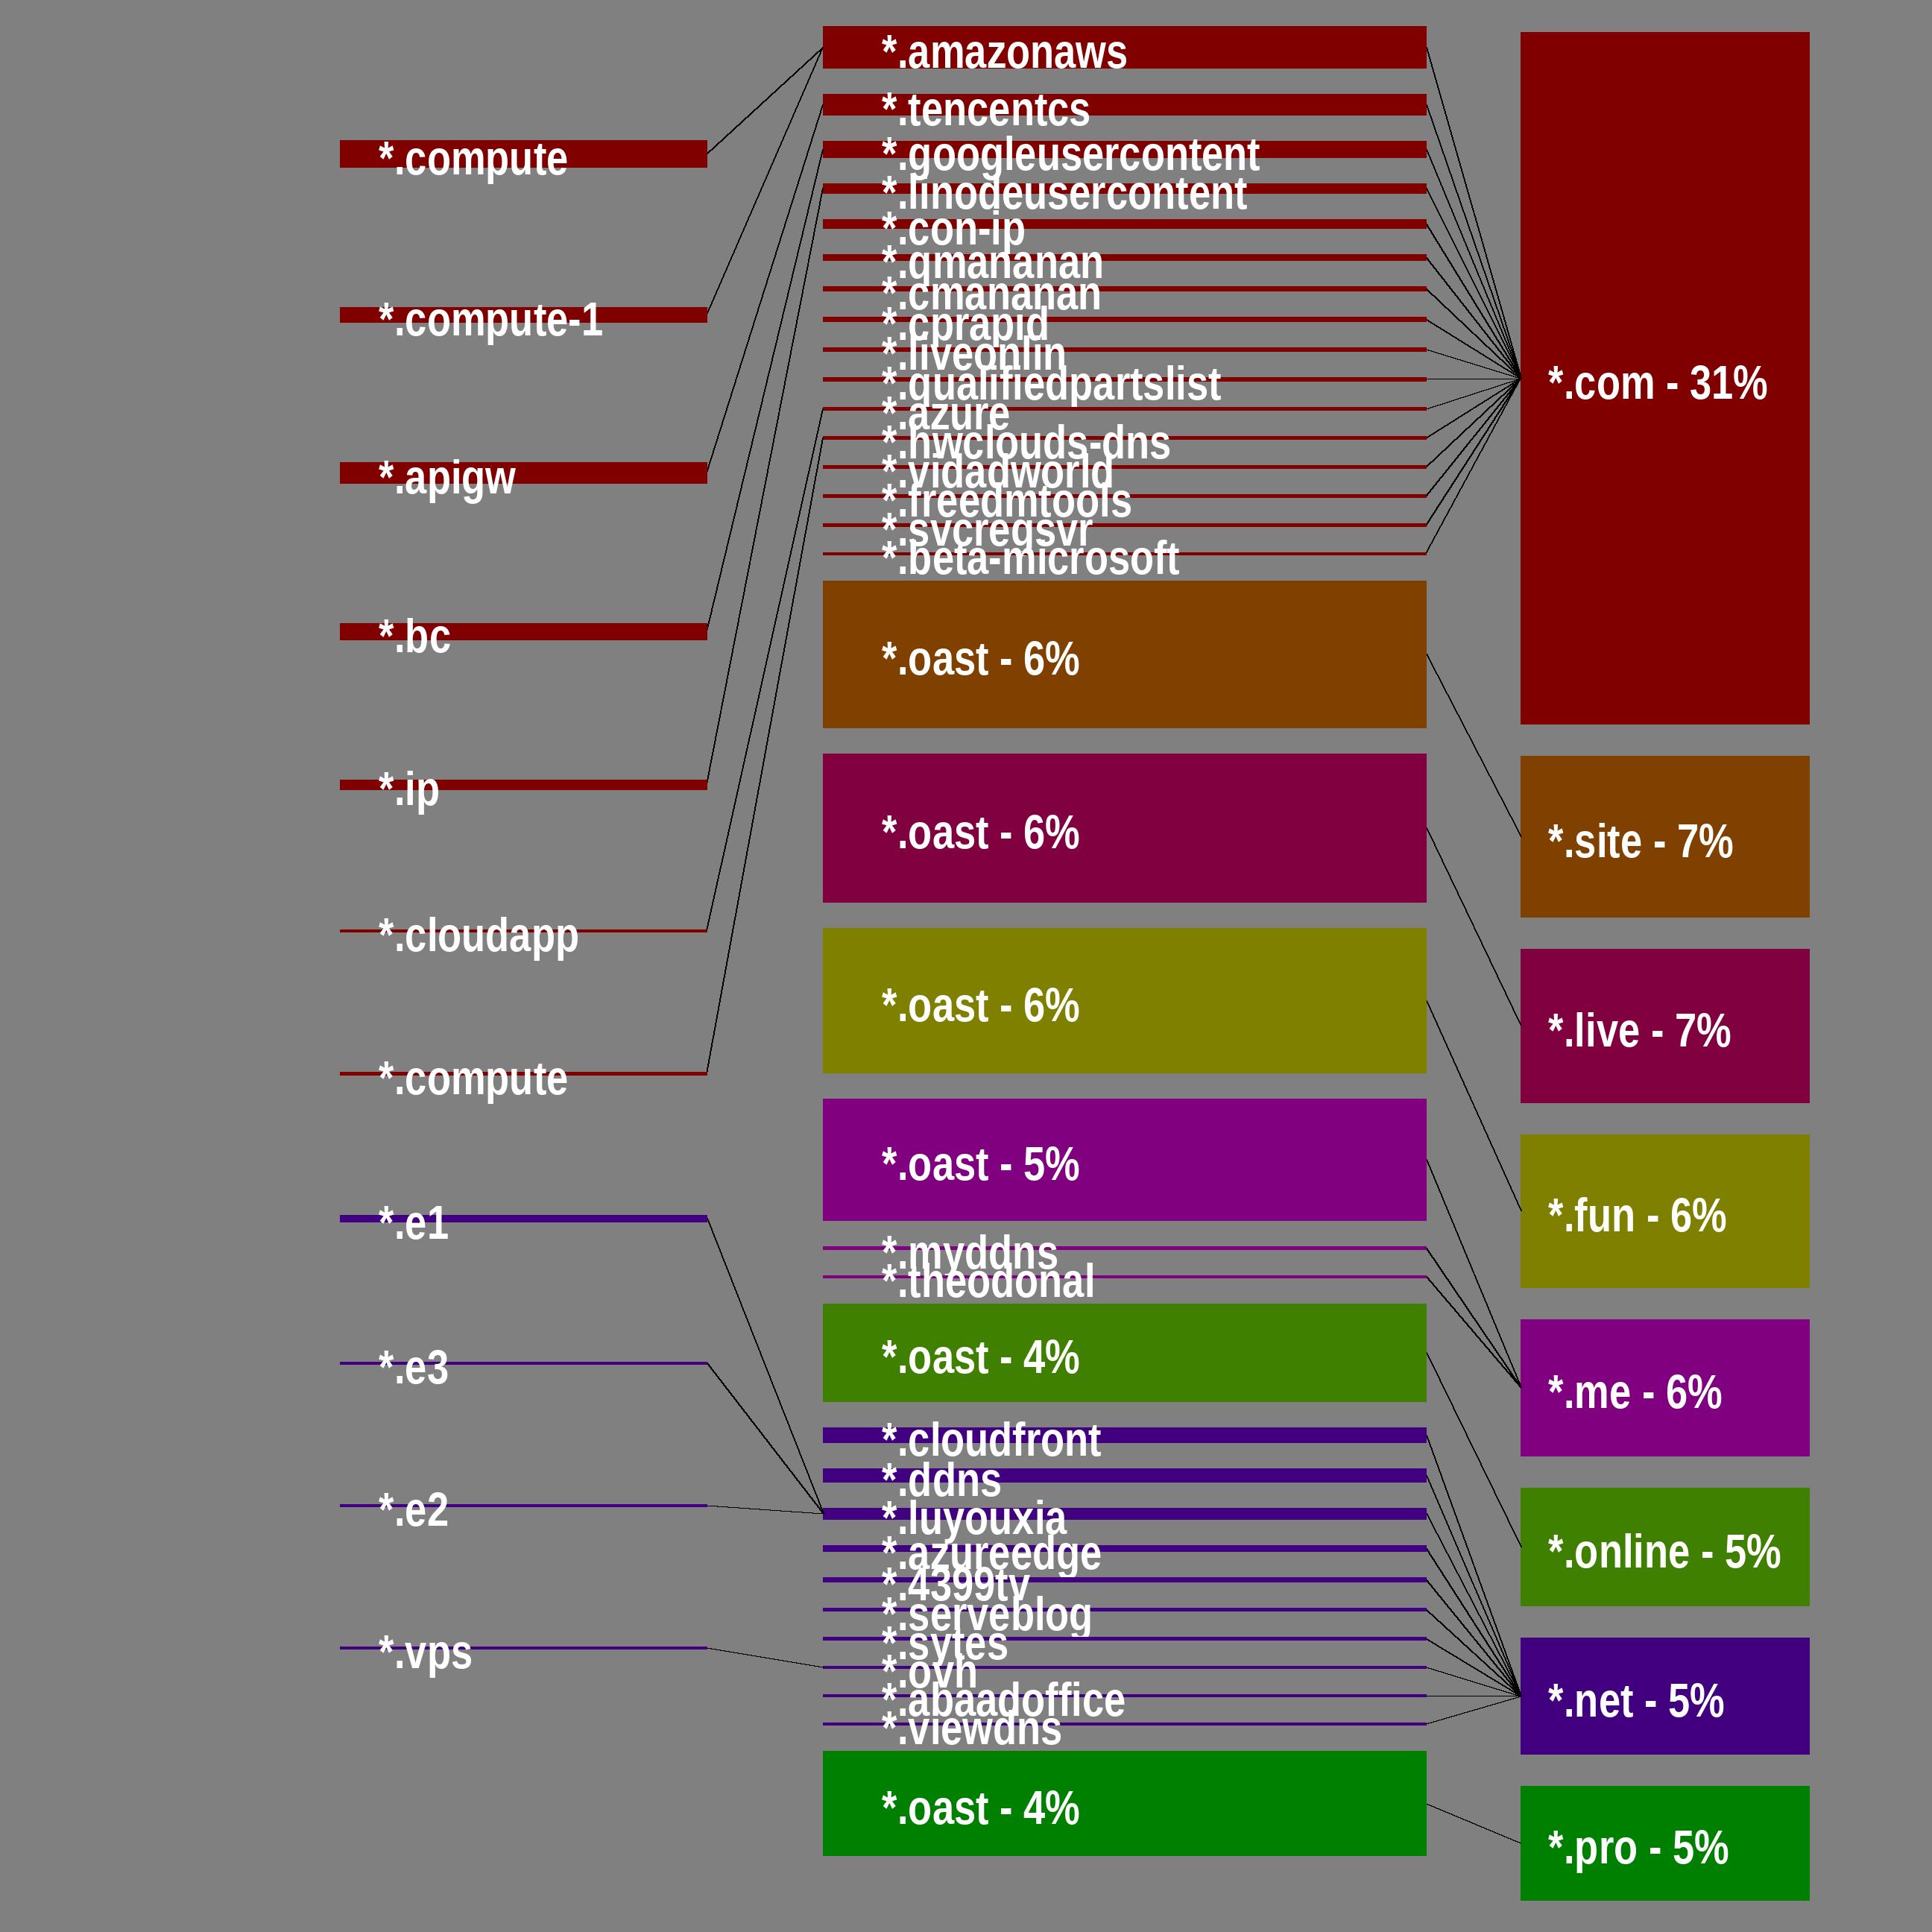 *.compute
*.compute-1
*.apigw
*.bc
*.ip
*.cloudapp
*.compute
*.e1
*.e3
*.e2
*.vps
*.amazonaws
*.tencentcs
*.googleusercontent
*.linodeusercontent
*.con-ip
*.qmananan
*.cmananan
*.cprapid
*.liveonlin
*.qualifiedpartslist
*.azure
*.hwclouds-dns
*.vidadworld
*.freedmtools
*.svcregsvr
*.beta-microsoft
*.oast - 6%
*.oast - 6%
*.oast - 6%
*.oast - 5%
*.myddns
*.theodonal
*.oast - 4%
*.cloudfront
*.ddns
*.luyouxia
*.azureedge
*.4399tv
*.serveblog
*.sytes
*.ovh
*.abaadoffice
*.viewdns
*.oast - 4%
*.com - 31%
*.site - 7%
*.live - 7%
*.fun - 6%
*.me - 6%
*.online - 5%
*.net - 5%
*.pro - 5%